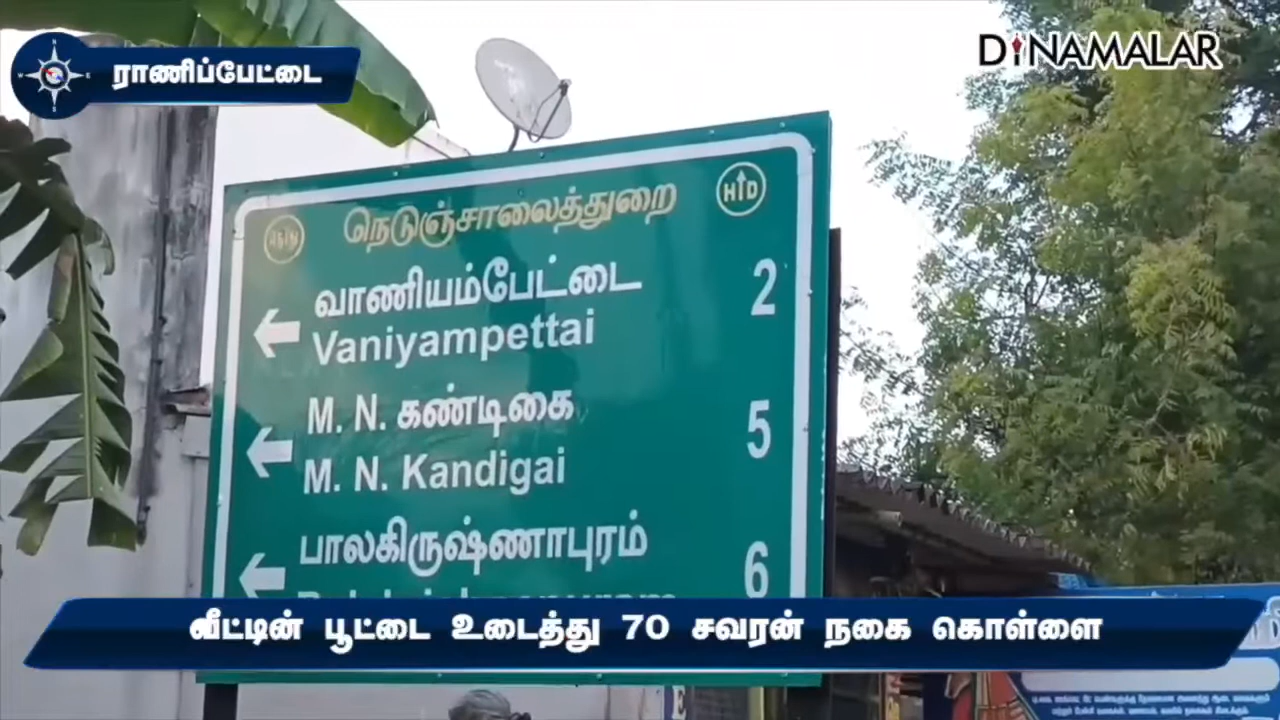 ராணிப்பேட்டை
DINAMALAR
நெடுஞ்சாலைத்துறை
HD
வாணியம்பேட்டை 2
Vaniyampettai
M. N. கண்டிகை 5
M. N. Kandigai
பாலகிருஷ்ணாபுரம் 6
வீட்டின் பூட்டை உடைத்து 70 சவரன் நகை கொள்ளை